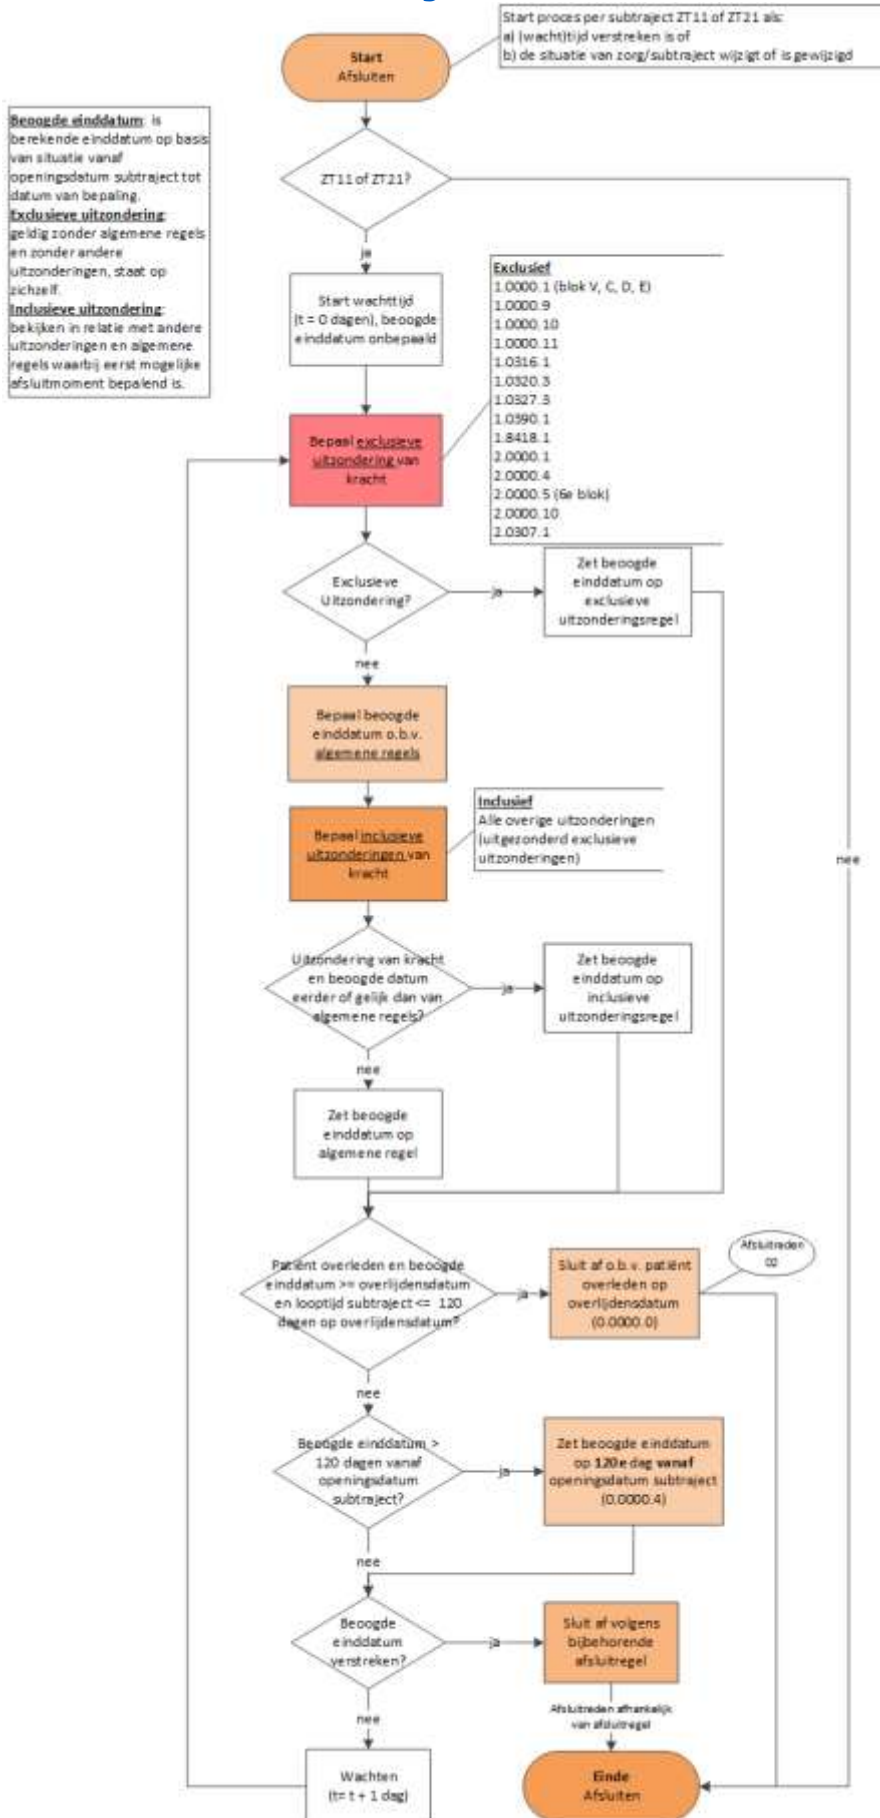 Start proces per subtraject ZT11 of ZT21 als:
a) (wacht)tijd verstreken is of
b) de situatie van zorg/subtraject wijzigt of is gewijzigd
Start
Afsluiten
Beoogde einddatum: is
berekende einddatum op basis
van situatie vanaf
openingsdatum subtraject tot
datum van bepaling.
Exclusieve uitzondering:
geldig zonder algemene regels
en zonder andere
uitzonderingen, staat op
zichzelf.
Inclusieve uitzondering:
bekijken in relatie met andere
uitzonderingen en algemene
regels waarbij eerst mogelijke
afsluitmoment bepalend is.
ZT11 of ZT21?
ja
Start wachttijd
(t = 0 dagen), beoogde
einddatum onbepaald
Exclusief
1.0000.1 (blok V, C, D, E)
1.0000.9
1.0000.10
1.0000.11
1.0316.1
1.0320.3
1.0327.3
1.0390.1
1.8418.1
2.0000.1
2.0000.4
2.0000.5 (6e blok)
2.0000.10
2.0307.1
Bepaal exclusieve
uitzondering van
kracht
Exclusieve
Uitzondering?
ja
Zet beoogde
einddatum op
exclusieve
uitzonderingsregel
nee
Bepaal beoogde
einddatum o.b.v.
algemene regels
Inclusief
Alle overige uitzonderingen
(uitgezonderd exclusieve
uitzonderingen)
Bepaal inclusieve
uitzonderingen van
kracht
nee
Uitzondering van kracht
en beoogde datum
eerder of gelijk dan van
algemene regels?
ja
Zet beoogde
einddatum op
inclusieve
uitzonderingsregel
nee
Zet beoogde
einddatum op
algemene regel
Patiënt overleden en beoogde
einddatum >= overlijdensdatum
en looptijd subtraject <= 120
dagen op overlijdensdatum?
ja
Sluit af o.b.v. patiënt
overleden op
overlijdensdatum
(0.0000.0)
Afsluitreden
02
nee
Beoogde einddatum >
120 dagen vanaf
openingsdatum
subtraject?
ja
Zet beoogde einddatum
op 120e dag vanaf
openingsdatum subtraject
(0.0000.4)
nee
Beoogde
einddatum
verstreken?
ja
Sluit af volgens
bijbehorende
afsluitregel
Afsluitreden afhankelijk
van afsluitregel
nee
Wachten
(t= t + 1 dag)
Einde
Afsluiten